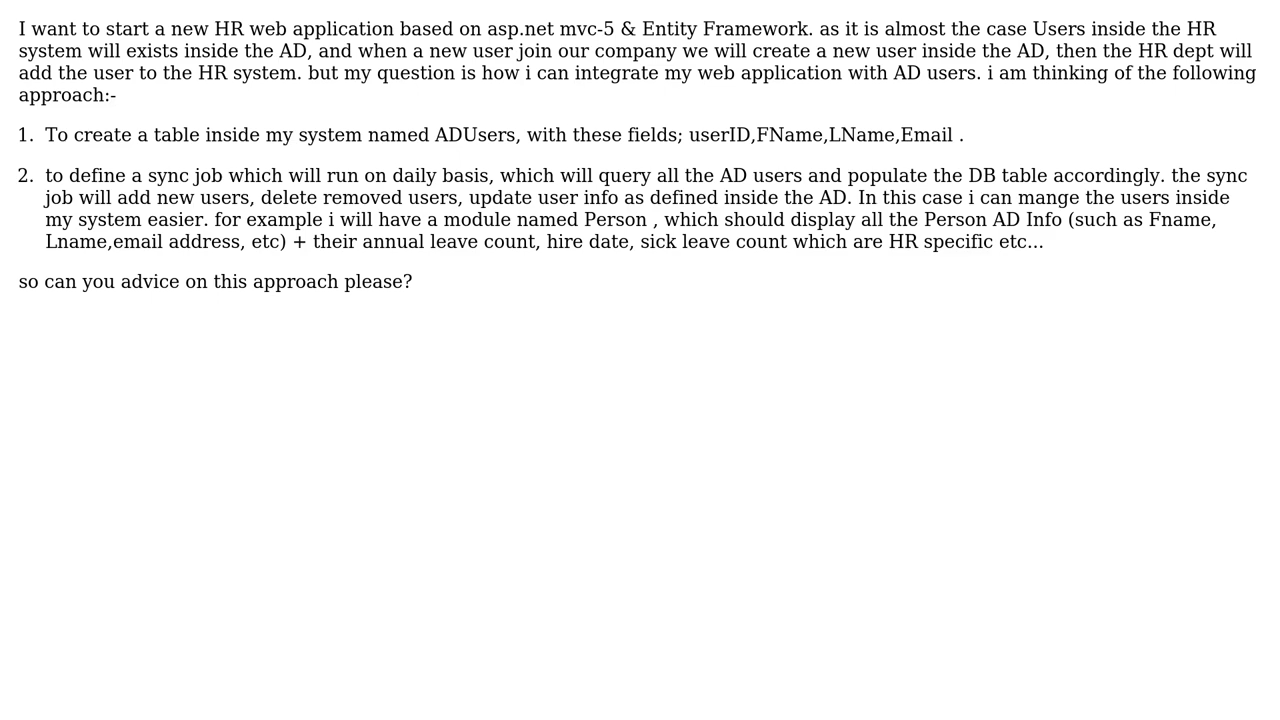 I want to start a new HR web application based on asp.net mvc-5 & Entity Framework. as it is almost the case Users inside the HR
system will exists inside the AD, and when a new user join our company we will create a new user inside the AD, then the HR dept will
add the user to the HR system. but my question is how i can integrate my web application with AD users. i am thinking of the following
approach:-
1. To create a table inside my system named ADUsers, with these fields; userID,FName,LName,Email .
2. to define a sync job which will run on daily basis, which will query all the AD users and populate the DB table accordingly. the sync
job will add new users, delete removed users, update user info as defined inside the AD. In this case i can mange the users inside
my system easier. for example i will have a module named Person , which should display all the Person AD Info (such as Fname,
Lname,email address, etc) + their annual leave count, hire date, sick leave count which are HR specific etc...
so can you advice on this approach please?